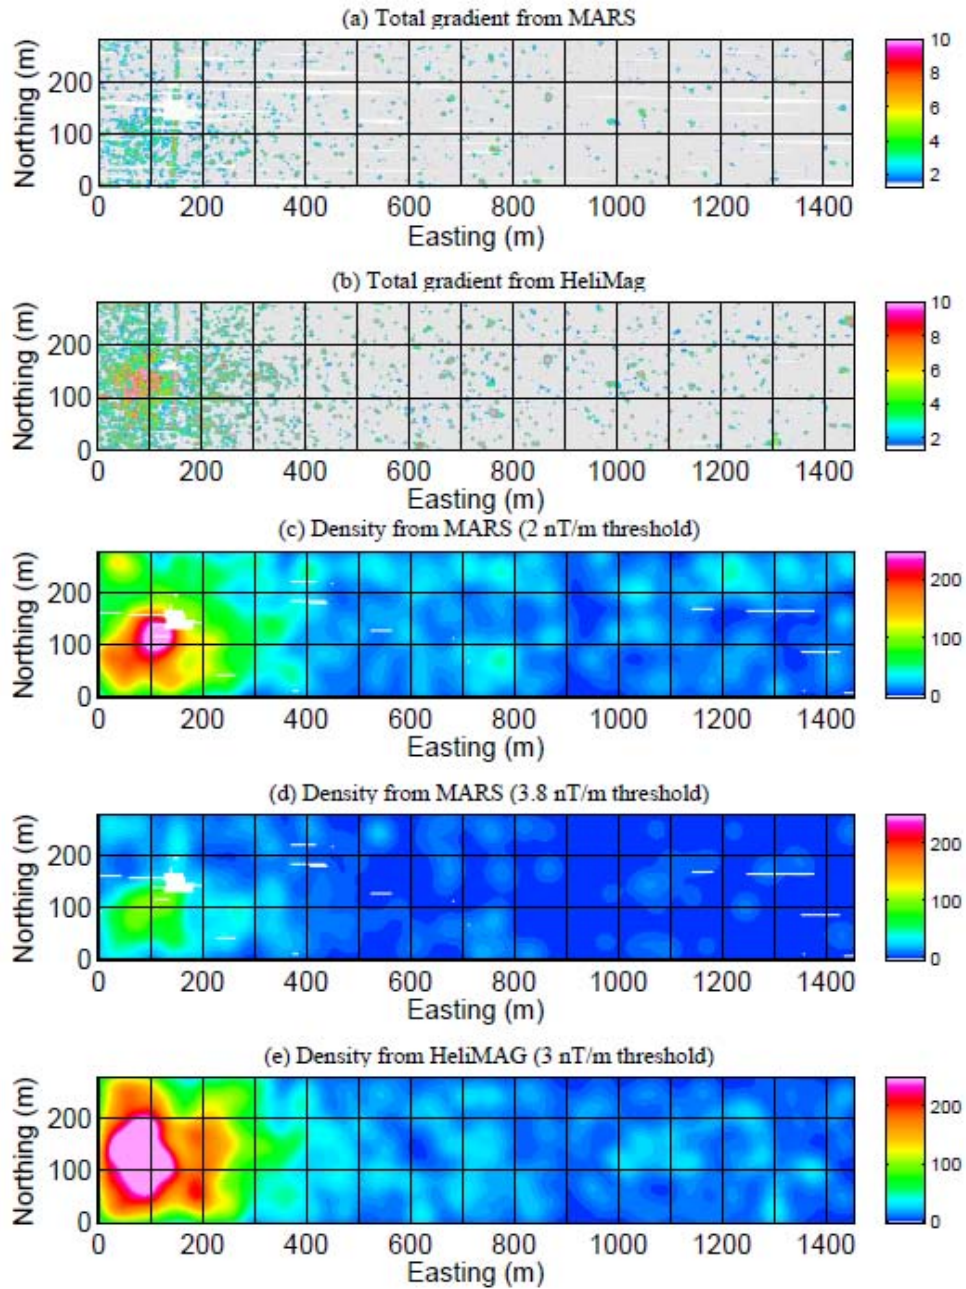 (a) Total gradient from MARS
Northing (m)
200
100
0
0 200 400 600 800 1000 1200 1400
Easting (m)
10
8
6
4
2
(b) Total gradient from HeliMag
Northing (m)
200
100
0
0 200 400 600 800 1000 1200 1400
Easting (m)
10
8
6
4
2
(c) Density from MARS (2 nT/m threshold)
Northing (m)
200
100
0
0 200 400 600 800 1000 1200 1400
Easting (m)
200
100
0
(d) Density from MARS (3.8 nT/m threshold)
Northing (m)
200
100
0
0 200 400 600 800 1000 1200 1400
Easting (m)
200
100
0
(e) Density from HeliMAG (3 nT/m threshold)
Northing (m)
200
100
0
0 200 400 600 800 1000 1200 1400
Easting (m)
200
100
0